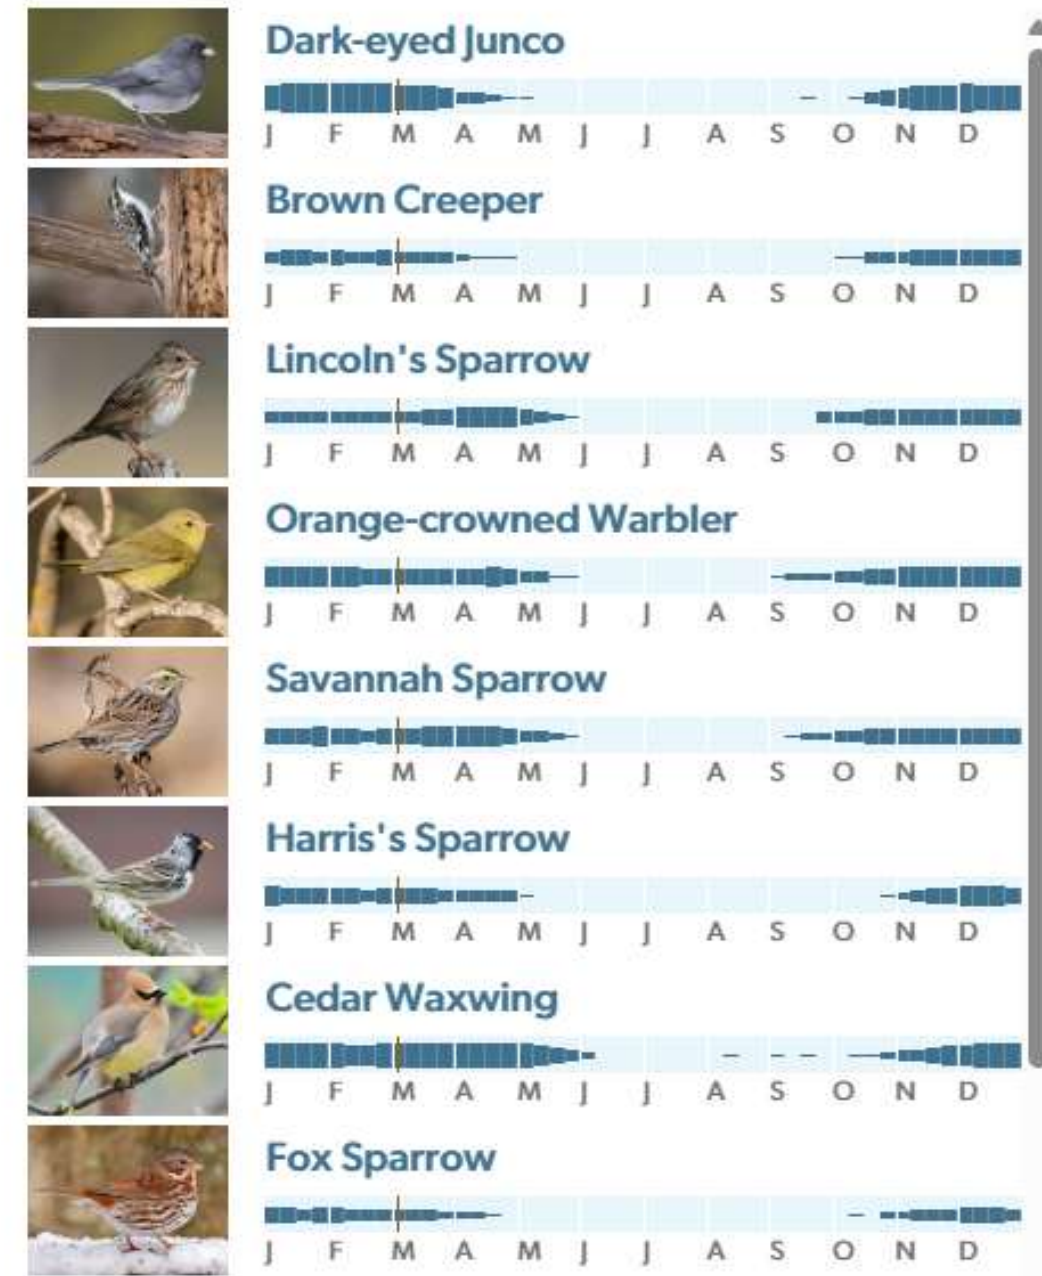 Dark-eyed Junco
J F M A M J J A S O N D
Brown Creeper
J F M A M J J A S O N D
Lincoln's Sparrow
J F M A M J J A S O N D
Orange-crowned Warbler
J F M A M J J A S O N D
Savannah Sparrow
J F M A M J J A S O N D
Harris's Sparrow
J F M A M J J A S O N D
Cedar Waxwing
J F M A M J J A S O N D
Fox Sparrow
J F M A M J J A S O N D